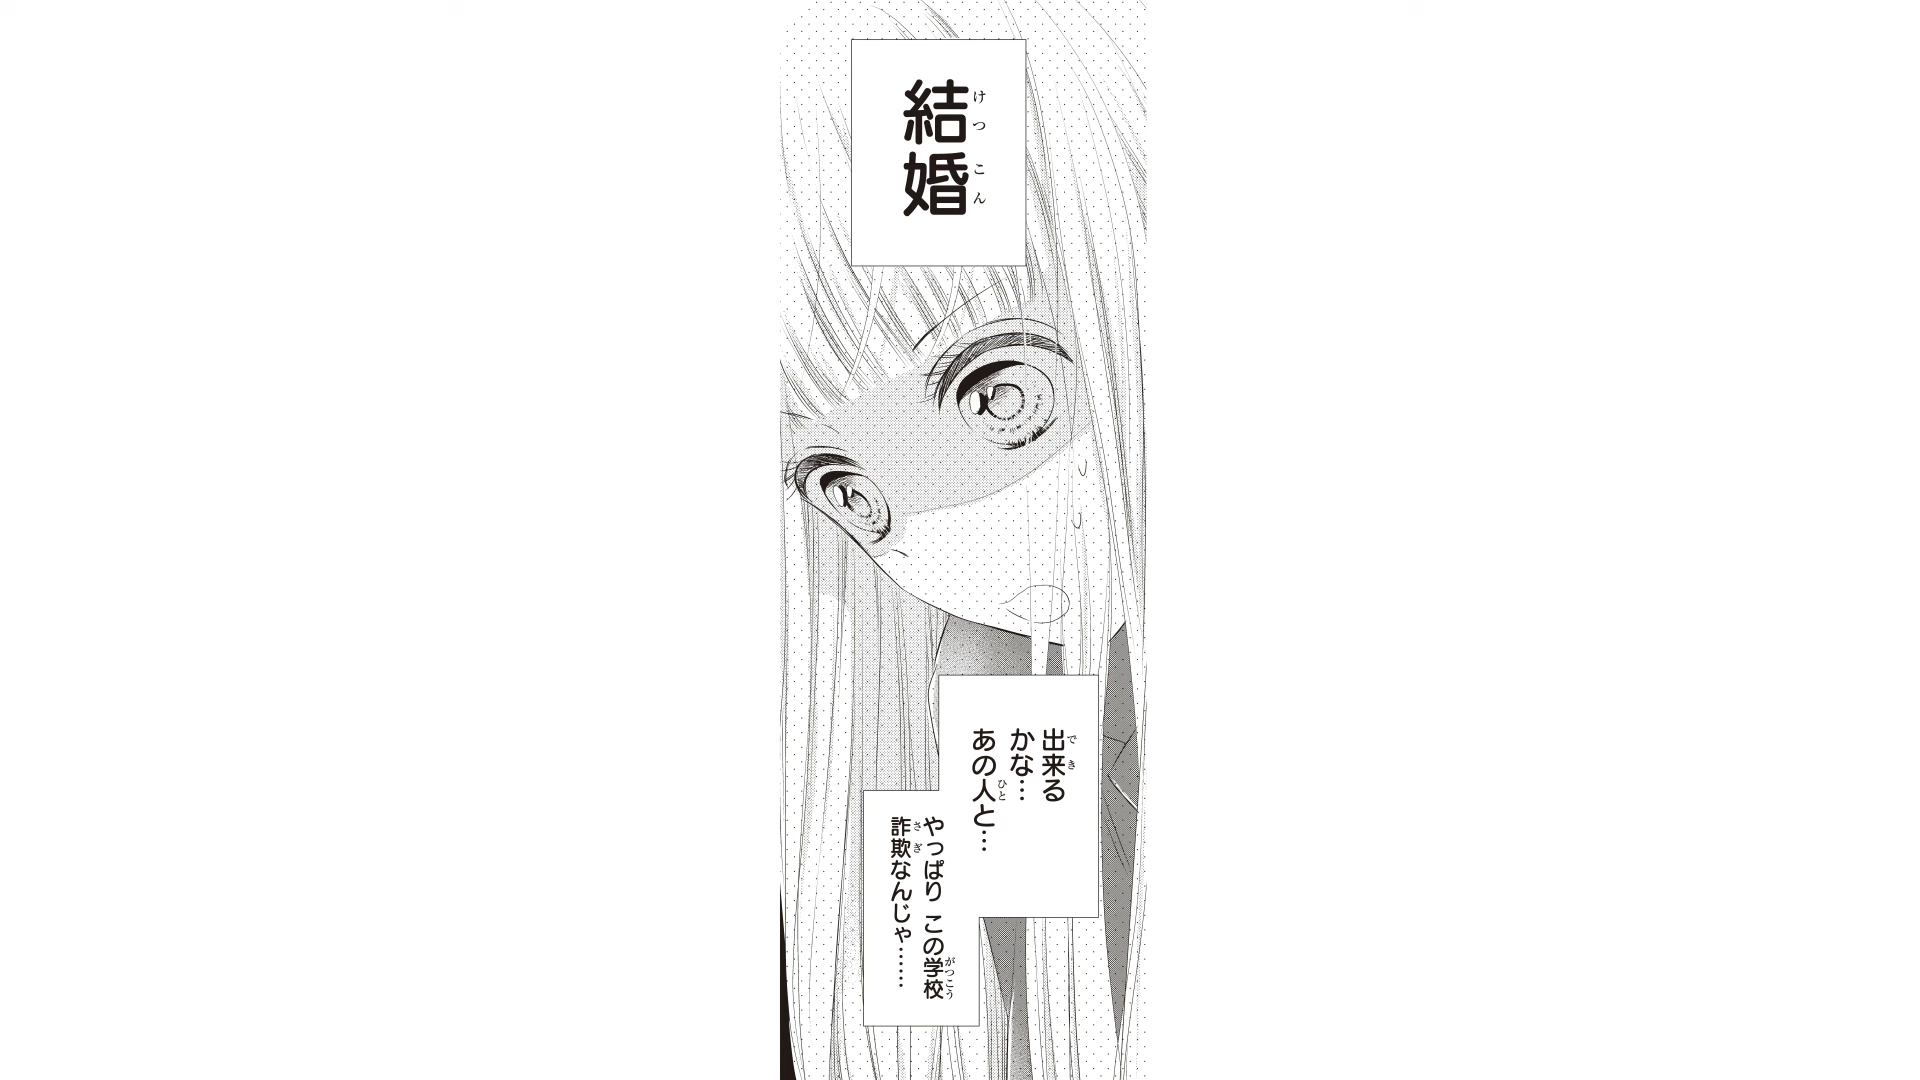 結婚
出来る
かな…
あの人と…
やっぱり この学校
詐欺なんじゃ……